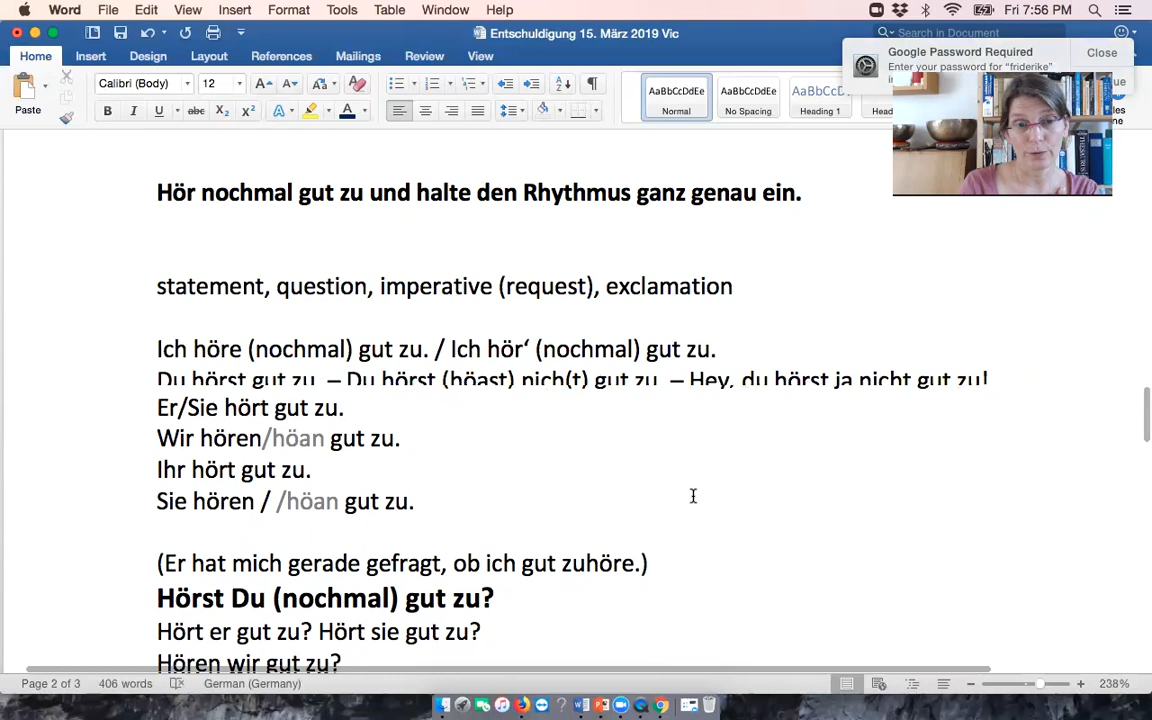 Word File Edit View Insert Format Tools Table Window Help Fri 7:56 PM
Entschuldigung 15. März 2019 Vic
Search in Document
Google Password Required
Enter your password for “friderike”
Close
Home Insert Design Layout References Mailings Review View
Paste
Calibri (Body) 12
AaBbCcDdEe AaBbCcDdEe AaBbCcDc
Normal No Spacing Heading 1
Hör nochmal gut zu und halte den Rhythmus ganz genau ein.
statement, question, imperative (request), exclamation
Ich höre (nochmal) gut zu. / Ich hör‘ (nochmal) gut zu.
Du hörst gut zu. – Du hörst (höast) nich(t) gut zu. – Hey, du hörst ja nicht gut zu!
Er/Sie hört gut zu.
Wir hören/höan gut zu.
Ihr hört gut zu.
Sie hören / /höan gut zu.
(Er hat mich gerade gefragt, ob ich gut zuhöre.)
Hörst Du (nochmal) gut zu?
Hört er gut zu? Hört sie gut zu?
Hören wir gut zu?
Page 2 of 3 406 words German (Germany) 238%